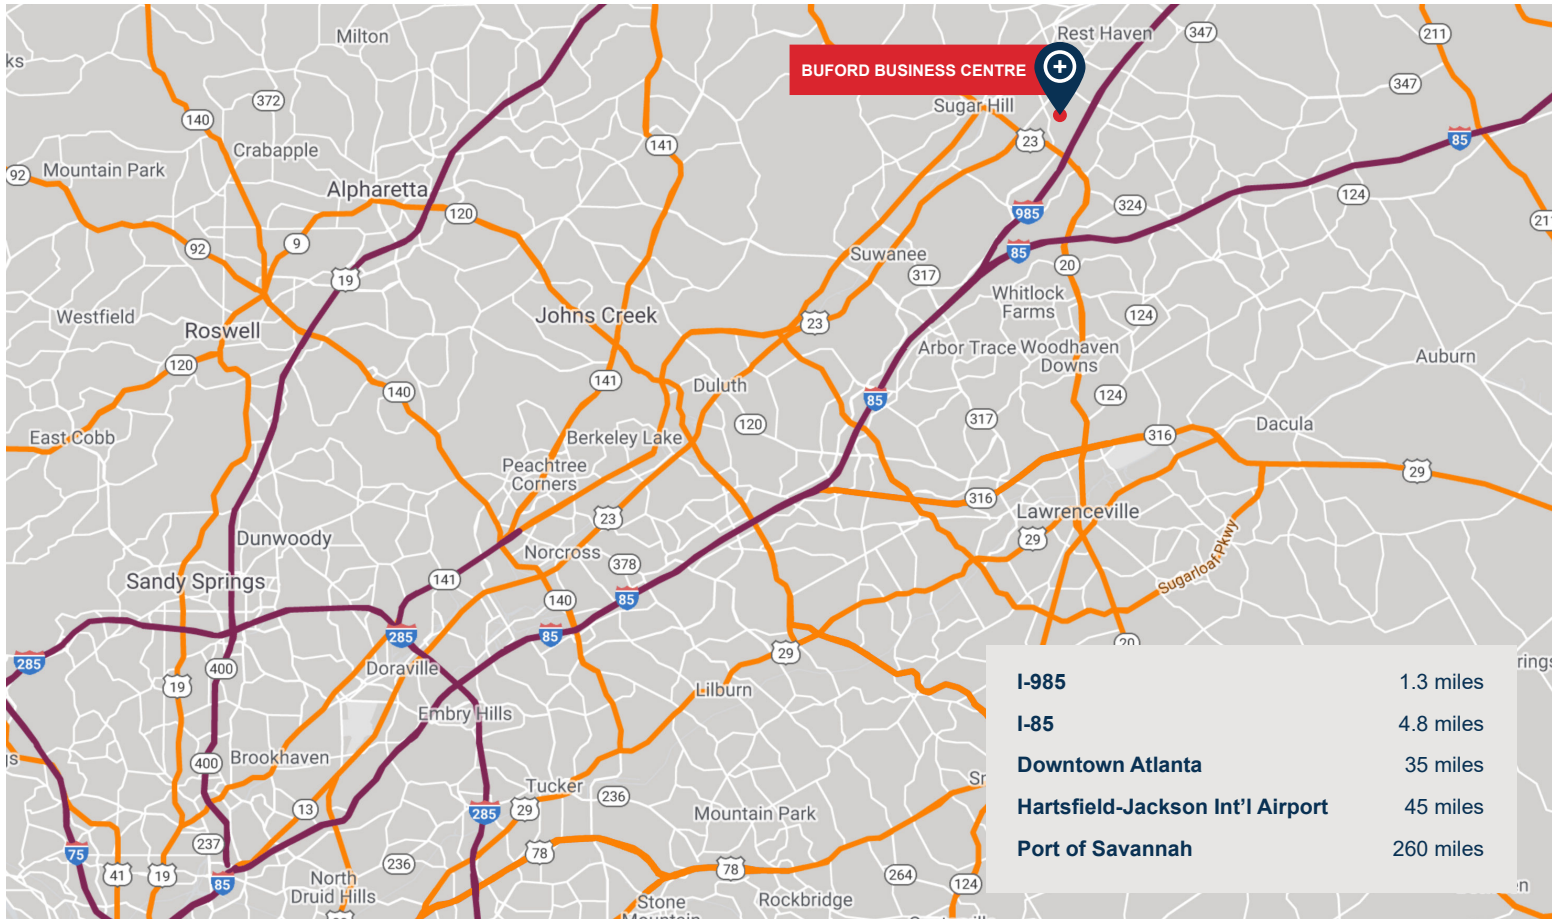 Milton
Rest Haven
347
211
ks
BUFORD BUSINESS CENTRE
372
347
140
Sugar Hill
Crabapple
141
23
85
92
Mountain Park
Alpharetta
124
324
120
985
211
9
92
Suwanee
85
20
19
317
Whitlock
Farms
Westfield
Johns Creek
124
Roswell
23
Arbor Trace
Woodhaven
Downs
Auburn
120
141
Duluth
140
85
124
317
120
Dacula
East Cobb
Berkeley Lake
316
Peachtree
Corners
29
316
Lawrenceville
23
Dunwoody
29
Norcross
378
Sugarloaf Pkwy
Sandy Springs
141
140
85
285
85
20
29
285
400
Doraville
19
Lilburn
Embry Hills
rings
I-985 1.3 miles
I-85 4.8 miles
Downtown Atlanta 35 miles
Hartsfield-Jackson Int'l Airport 45 miles
Port of Savannah 260 miles
gs
400
Brookhaven
Tucker
236
13
29
285
Mountain Park
237
75
78
236
78
41
19
85
North
Druid Hills
264
124
Rockbridge
Stone
Mountain